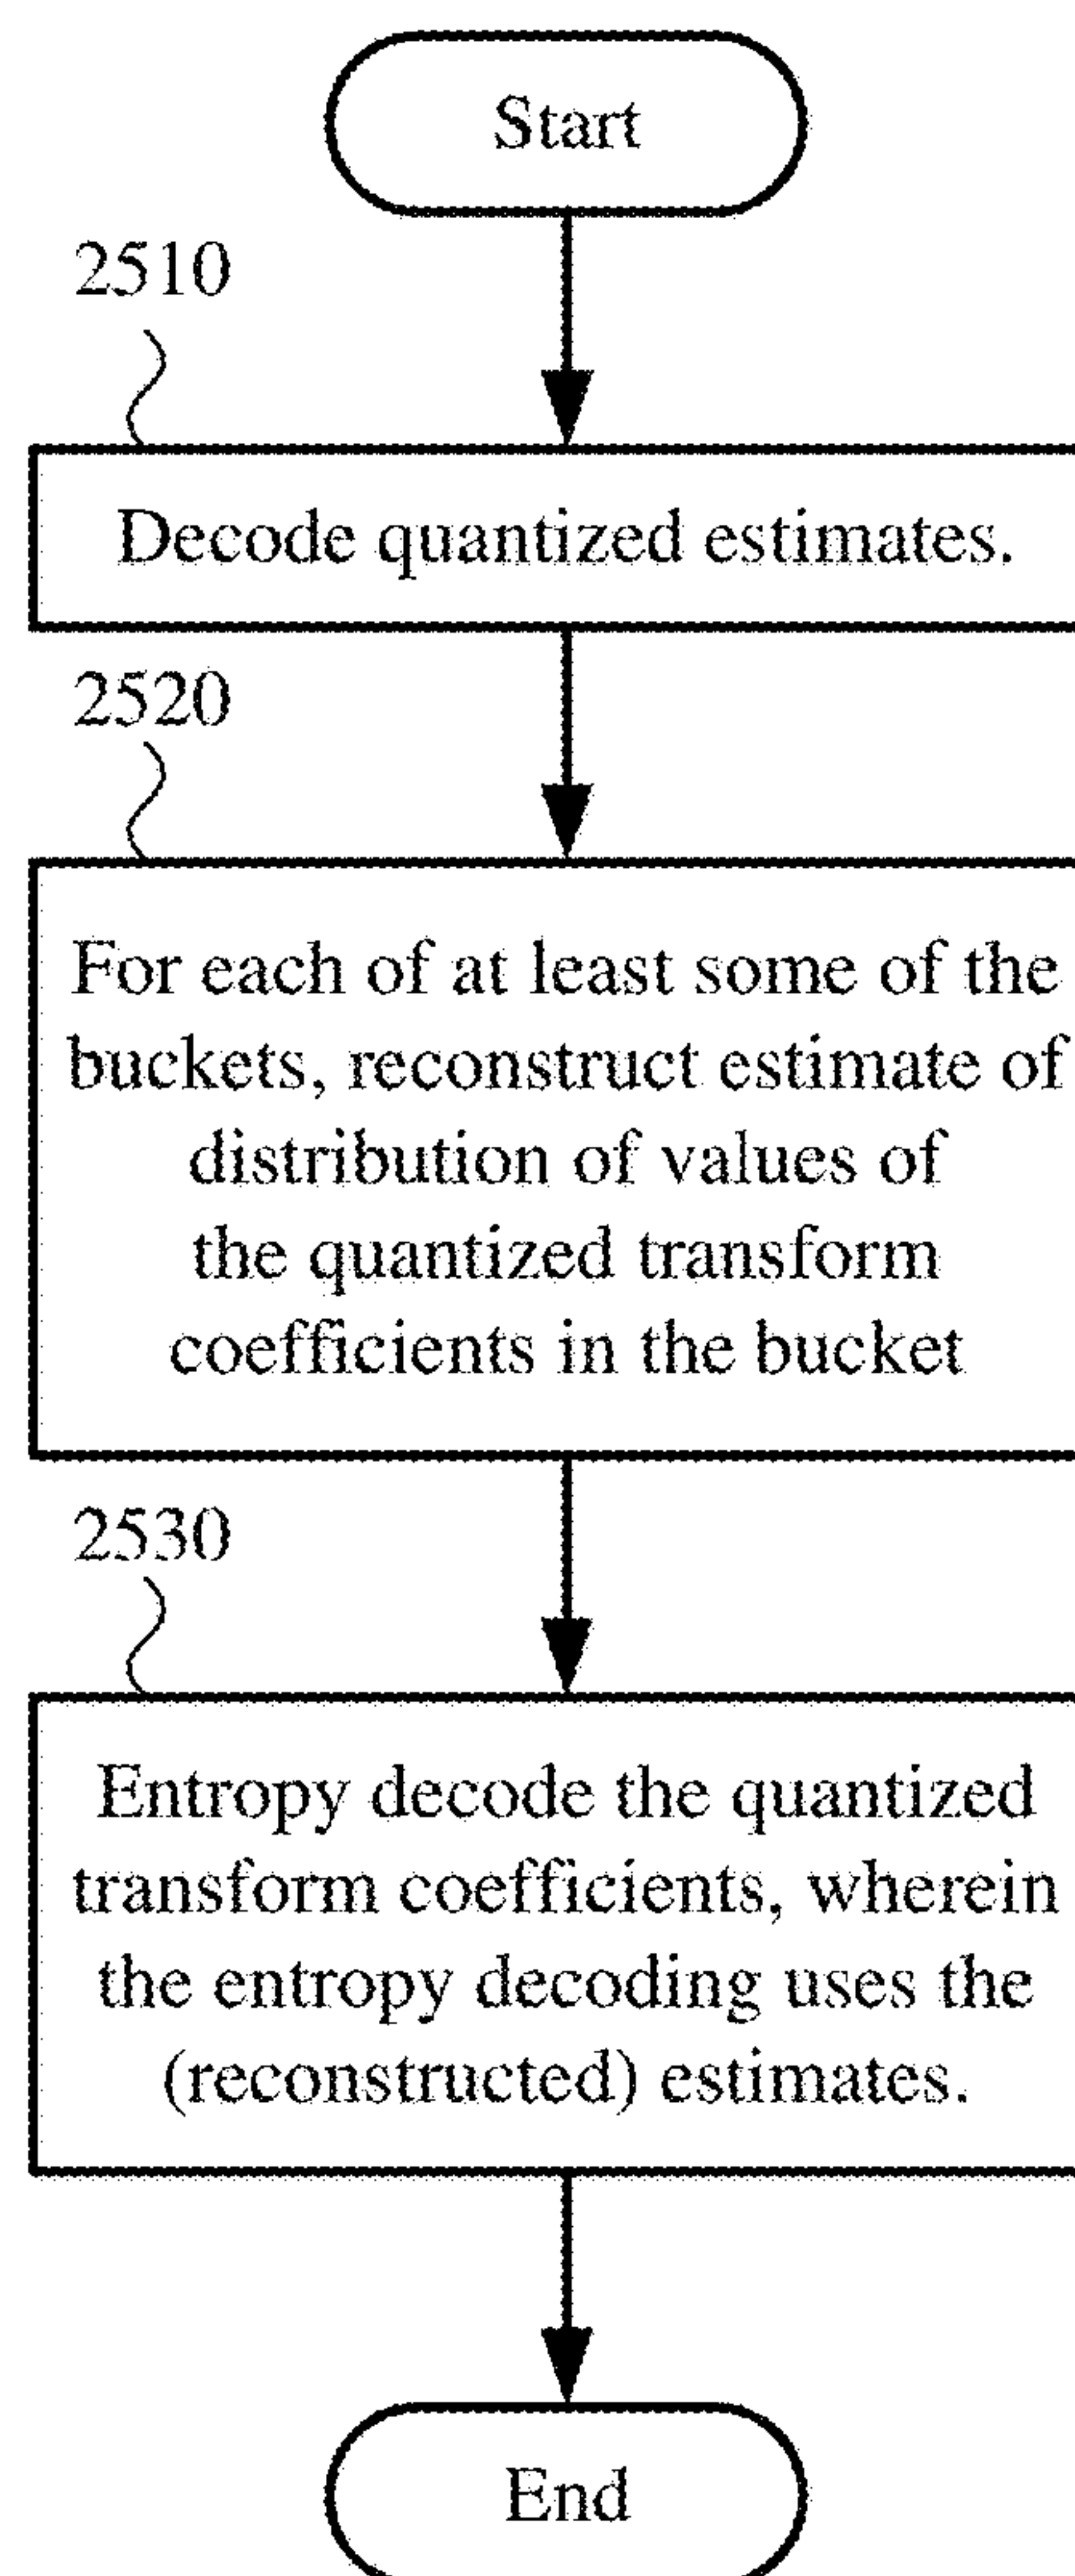 Start
2510
Decode quantized estimates.
2520
For each of at least some of the
buckets, reconstruct estimate of
distribution of values of
the quantized transform
coefficients in the bucket
2530
Entropy decode the quantized
transform coefficients, wherein
the entropy decoding uses the
(reconstructed) estimates.
End